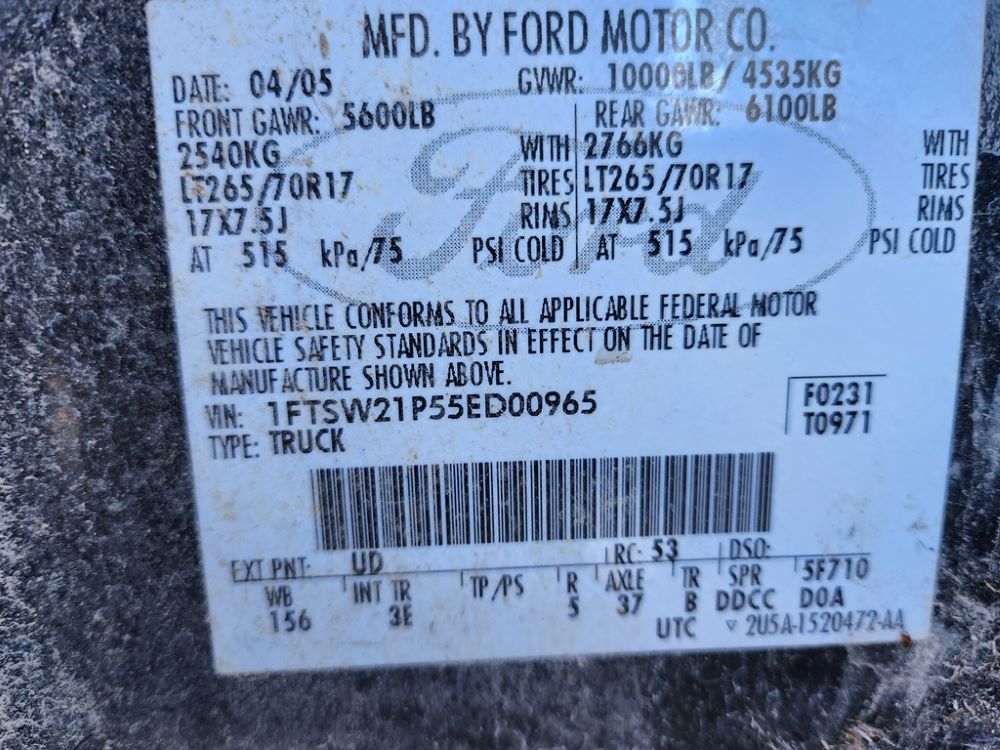 MFD. BY FORD MOTOR CO.
DATE: 04/05 GVWR: 10000LB / 4535KG
FRONT GAWR: 5600LB REAR GAWR: 6100LB
2540KG WITH 2766KG WITH
LT265/70R17 TIRES LT265/70R17 TIRES
17X7.5J RIMS 17X7.5J RIMS
AT 515 kPa/75 PSI COLD AT 515 kPa/75 PSI COLD
Ford
THIS VEHICLE CONFORMS TO ALL APPLICABLE FEDERAL MOTOR
VEHICLE SAFETY STANDARDS IN EFFECT ON THE DATE OF
MANUFACTURE SHOWN ABOVE.
VIN: 1FTSW21P55ED00965 F0231
TYPE: TRUCK T0971
EXT PNT: UD RC: 53 DSO:
WB INT TR TP/PS R AXLE TR SPR 5F710
156 3E 5 37 B DDCC DOA
UTC ▽ 2U5A-1520472-AA